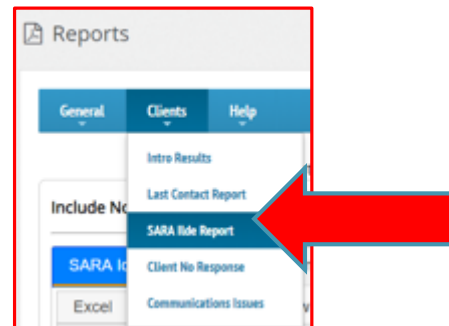 Reports
General Clients Help
Intro Results
Last Contact Report
Include No
SARA Ilde Report
SARA Ic
Client No Response
Excel
Communications Issues